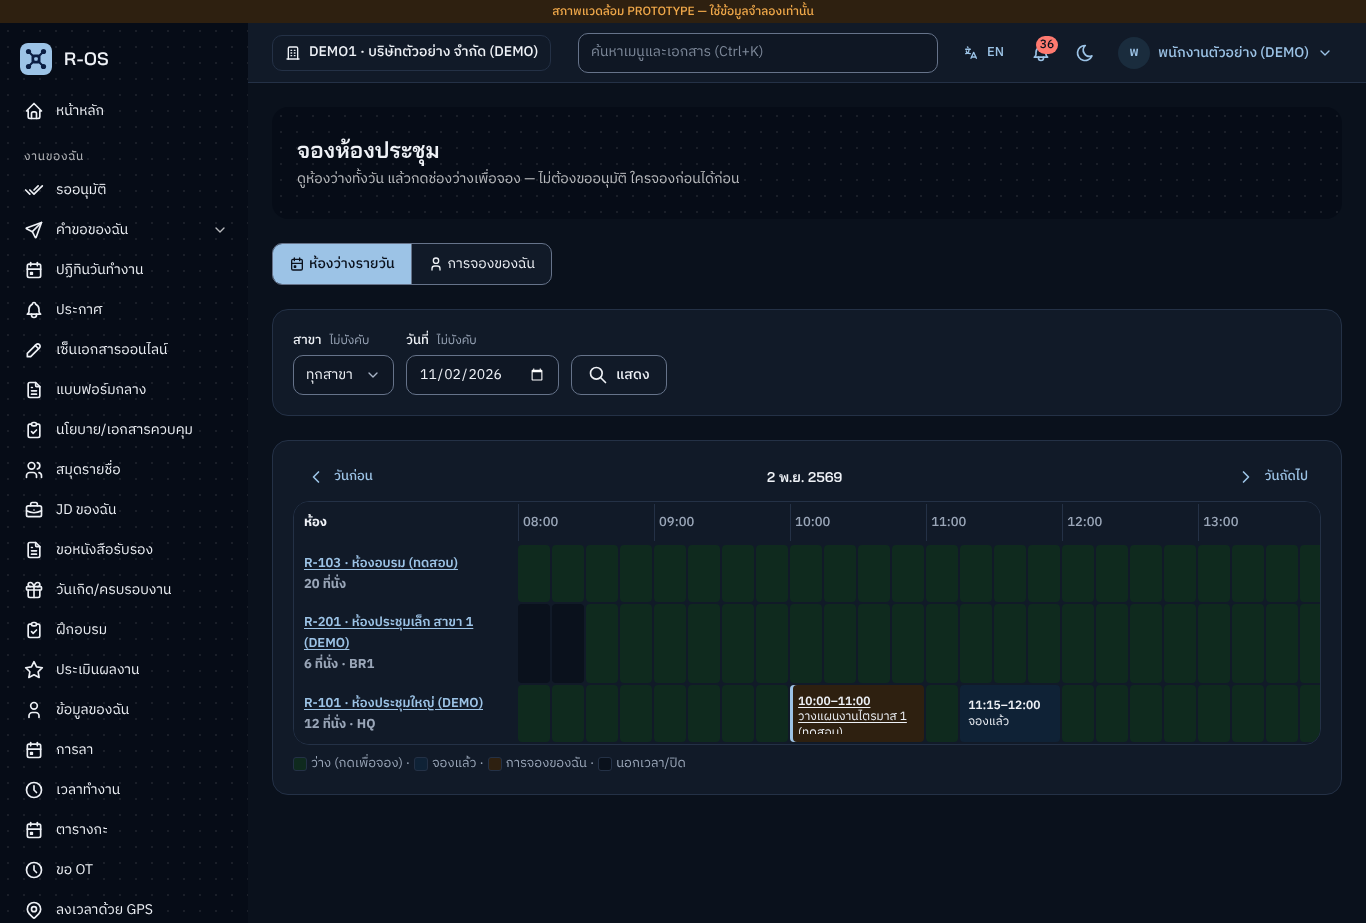 สภาพแวดล้อม PROTOTYPE — ใช้ข้อมูลจำลองเท่านั้น
R-OS
DEMO1 · บริษัทตัวอย่าง จำกัด (DEMO)
ค้นหาเมนูและเอกสาร (Ctrl+K)
EN
36
พ
พนักงานตัวอย่าง (DEMO)
หน้าหลัก
งานของฉัน
รออนุมัติ
คำขอของฉัน
ปฏิทินวันทำงาน
ประกาศ
เซ็นเอกสารออนไลน์
แบบฟอร์มกลาง
นโยบาย/เอกสารควบคุม
สมุดรายชื่อ
JD ของฉัน
ขอหนังสือรับรอง
วันเกิด/ครบรอบงาน
ฝึกอบรม
ประเมินผลงาน
ข้อมูลของฉัน
การลา
เวลาทำงาน
ตารางกะ
ขอ OT
ลงเวลาด้วย GPS
จองห้องประชุม
ดูห้องว่างทั้งวัน แล้วกดช่องว่างเพื่อจอง — ไม่ต้องขออนุมัติ ใครจองก่อนได้ก่อน
ห้องว่างรายวัน
การจองของฉัน
สาขา ไม่บังคับ
วันที่ ไม่บังคับ
ทุกสาขา
11/02/2026
แสดง
วันก่อน
2 พ.ย. 2569
วันถัดไป
ห้อง 08:00 09:00 10:00 11:00 12:00 13:00
R-103 · ห้องอบรม (ทดสอบ)
20 ที่นั่ง
R-201 · ห้องประชุมเล็ก สาขา 1
(DEMO)
6 ที่นั่ง · BR1
R-101 · ห้องประชุมใหญ่ (DEMO)
12 ที่นั่ง · HQ
10:00–11:00
วางแผนงานไตรมาส 1
(ทดสอบ)
11:15–12:00
จองแล้ว
ว่าง (กดเพื่อจอง) · จองแล้ว · การจองของฉัน · นอกเวลา/ปิด